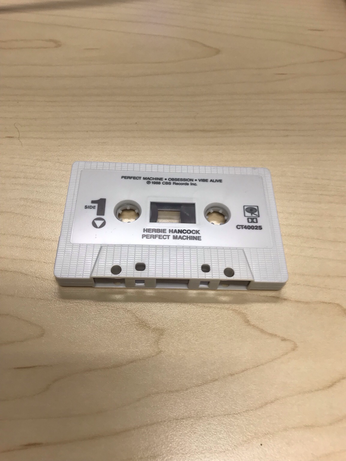 PERFECT MACHINE • OBSESSION • VIBE ALIVE
℗ 1988 CBS Records Inc.
SIDE 1
CT40025
HERBIE HANCOCK
PERFECT MACHINE